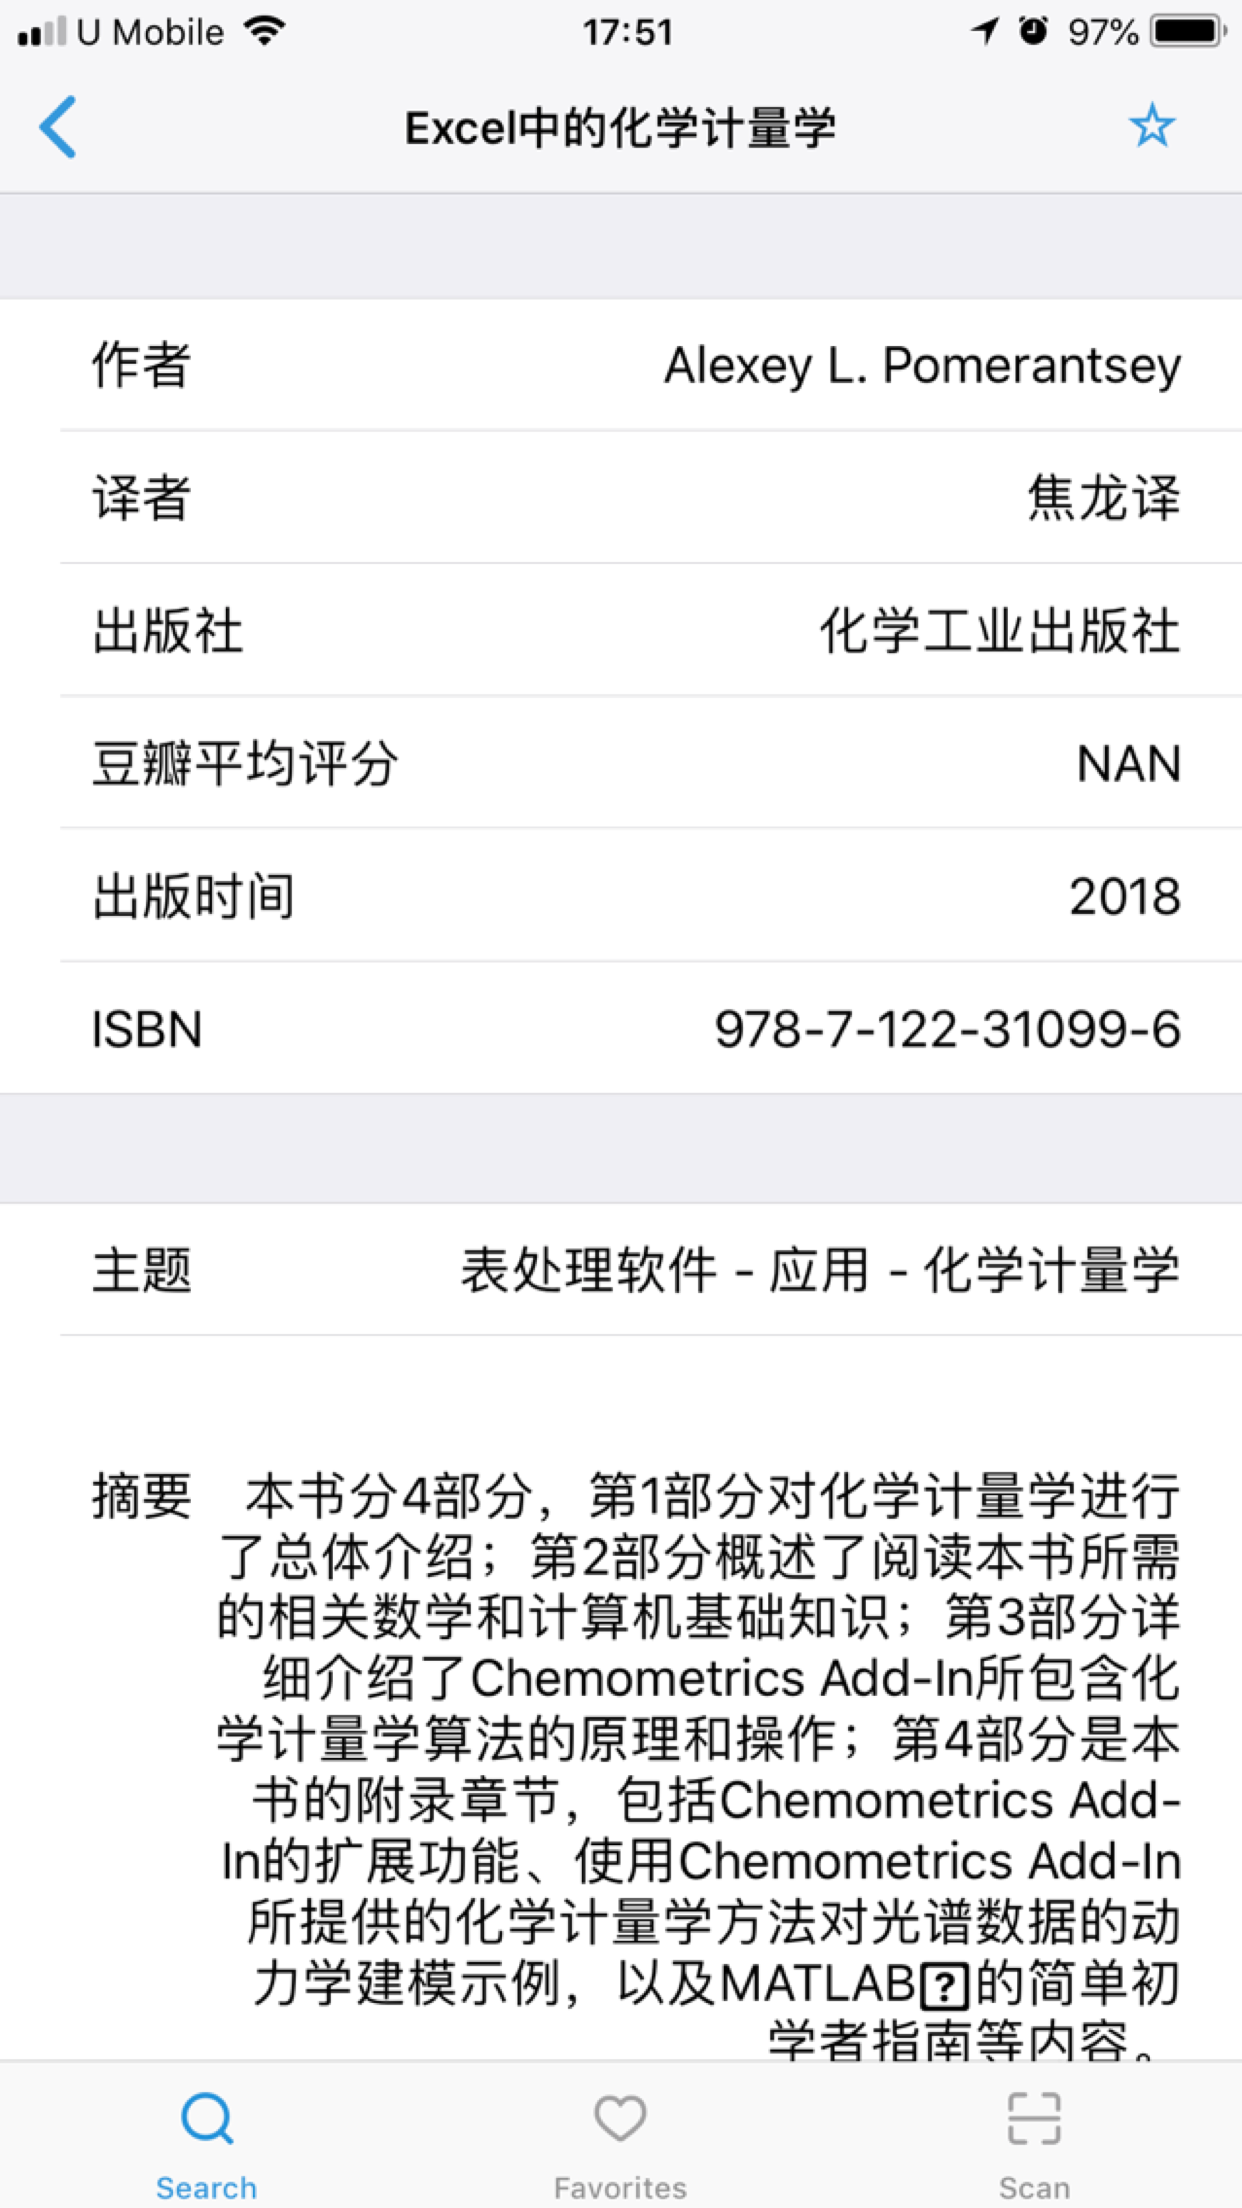 U Mobile 17:51 97%
Excel中的化学计量学
作者 Alexey L. Pomerantsey
译者 焦龙译
出版社 化学工业出版社
豆瓣平均评分 NAN
出版时间 2018
ISBN 978-7-122-31099-6
主题 表处理软件 - 应用 - 化学计量学
摘要 本书分4部分，第1部分对化学计量学进行
了总体介绍；第2部分概述了阅读本书所需
的相关数学和计算机基础知识；第3部分详
细介绍了Chemometrics Add-In所包含化
学计量学算法的原理和操作；第4部分是本
书的附录章节，包括Chemometrics Add-
In的扩展功能、使用Chemometrics Add-In
所提供的化学计量学方法对光谱数据的动
力学建模示例，以及MATLAB?的简单初
学者指南等内容。
Search Favorites Scan